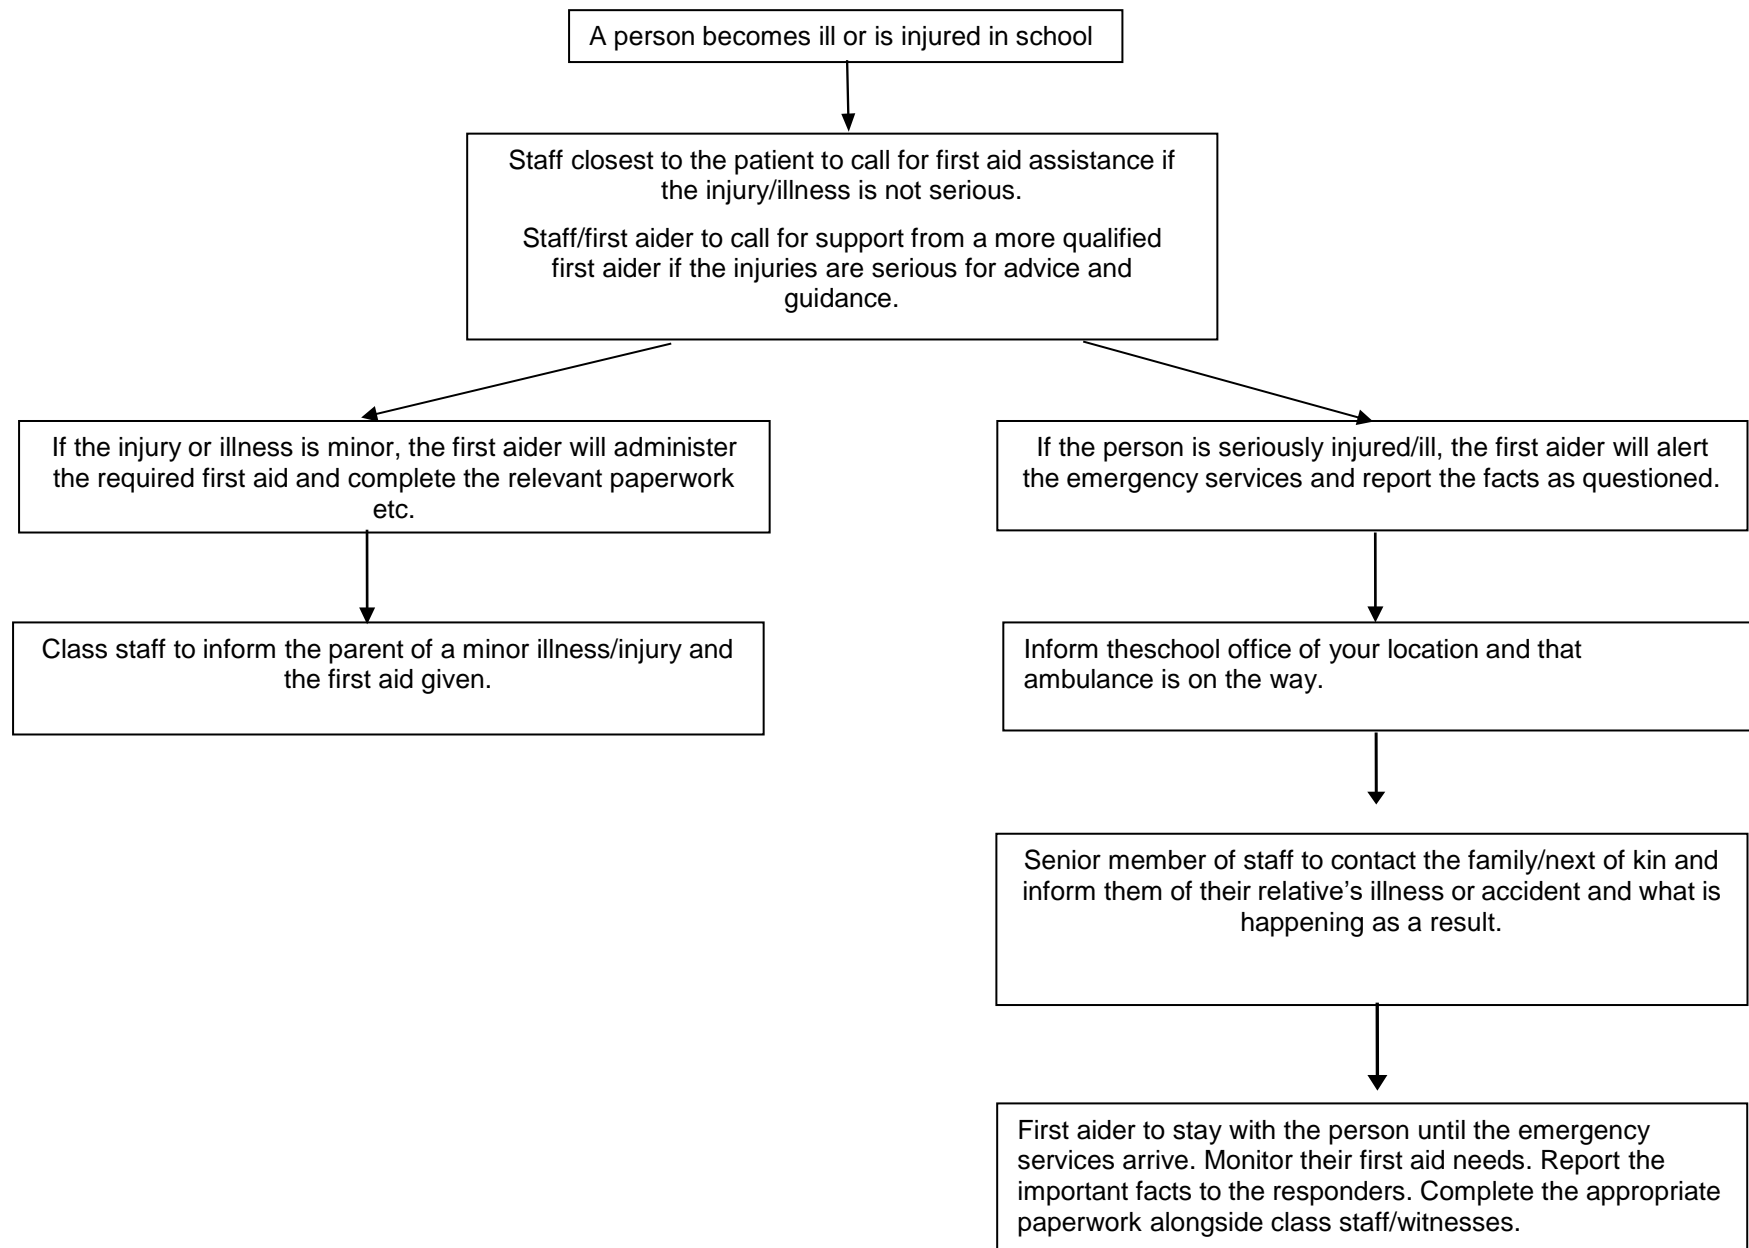 A person becomes ill or is injured in school
Staff closest to the patient to call for first aid assistance if
the injury/illness is not serious.
Staff/first aider to call for support from a more qualified
first aider if the injuries are serious for advice and
guidance.
If the injury or illness is minor, the first aider will administer
the required first aid and complete the relevant paperwork
etc.
Class staff to inform the parent of a minor illness/injury and
the first aid given.
If the person is seriously injured/ill, the first aider will alert
the emergency services and report the facts as questioned.
Inform theschool office of your location and that
ambulance is on the way.
Senior member of staff to contact the family/next of kin and
inform them of their relative’s illness or accident and what is
happening as a result.
First aider to stay with the person until the emergency
services arrive. Monitor their first aid needs. Report the
important facts to the responders. Complete the appropriate
paperwork alongside class staff/witnesses.